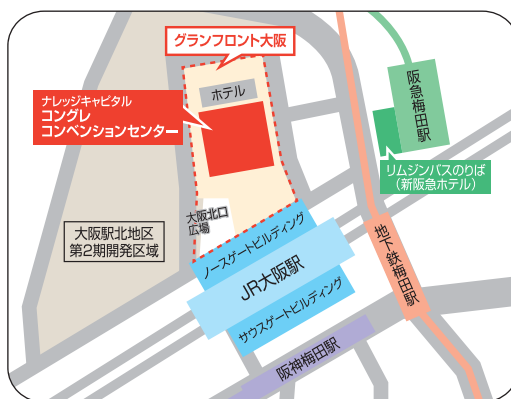 グランフロント大阪
ホテル
ナレッジキャピタル
コングレ
コンベンションセンター
阪急梅田駅
リムジンバスのりば
(新阪急ホテル)
大阪北口
広場
大阪駅北地区
第2期開発区域
ノースゲートビルディング
JR大阪駅
サウスゲートビルディング
地下鉄梅田駅
阪神梅田駅